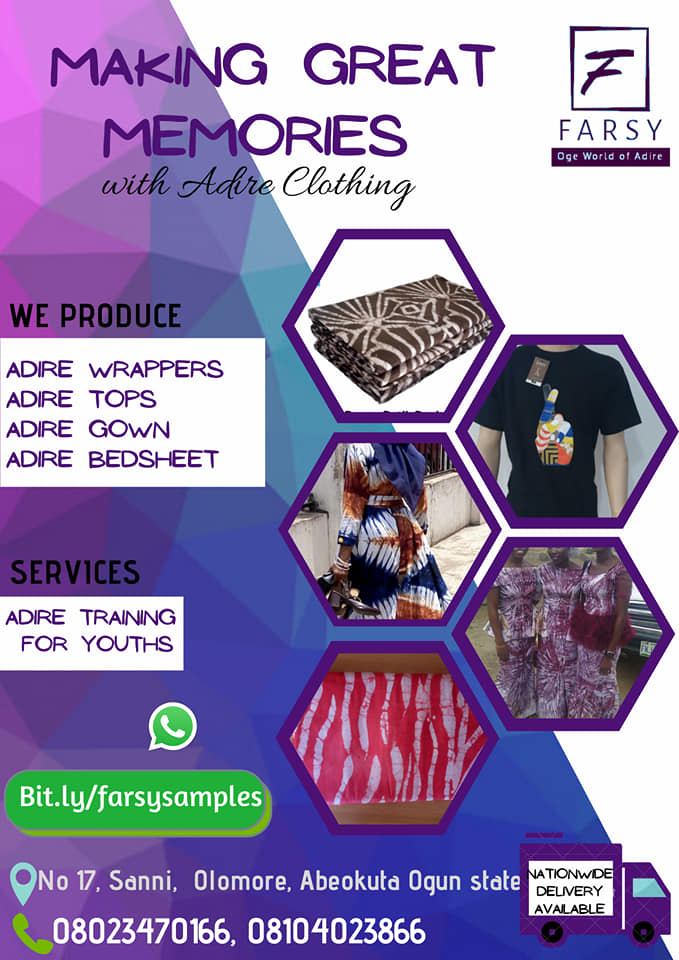 MAKING GREAT
MEMORIES
with Adire Clothing
F
FARSY
Oge World of Adire
WE PRODUCE
ADIRE WRAPPERS
ADIRE TOPS
ADIRE GOWN
ADIRE BEDSHEET
SERVICES
ADIRE TRAINING
FOR YOUTHS
Bit.ly/farsysamples
No 17, Sanni, Olomore, Abeokuta Ogun state
08023470166, 08104023866
NATIONWIDE
DELIVERY
AVAILABLE